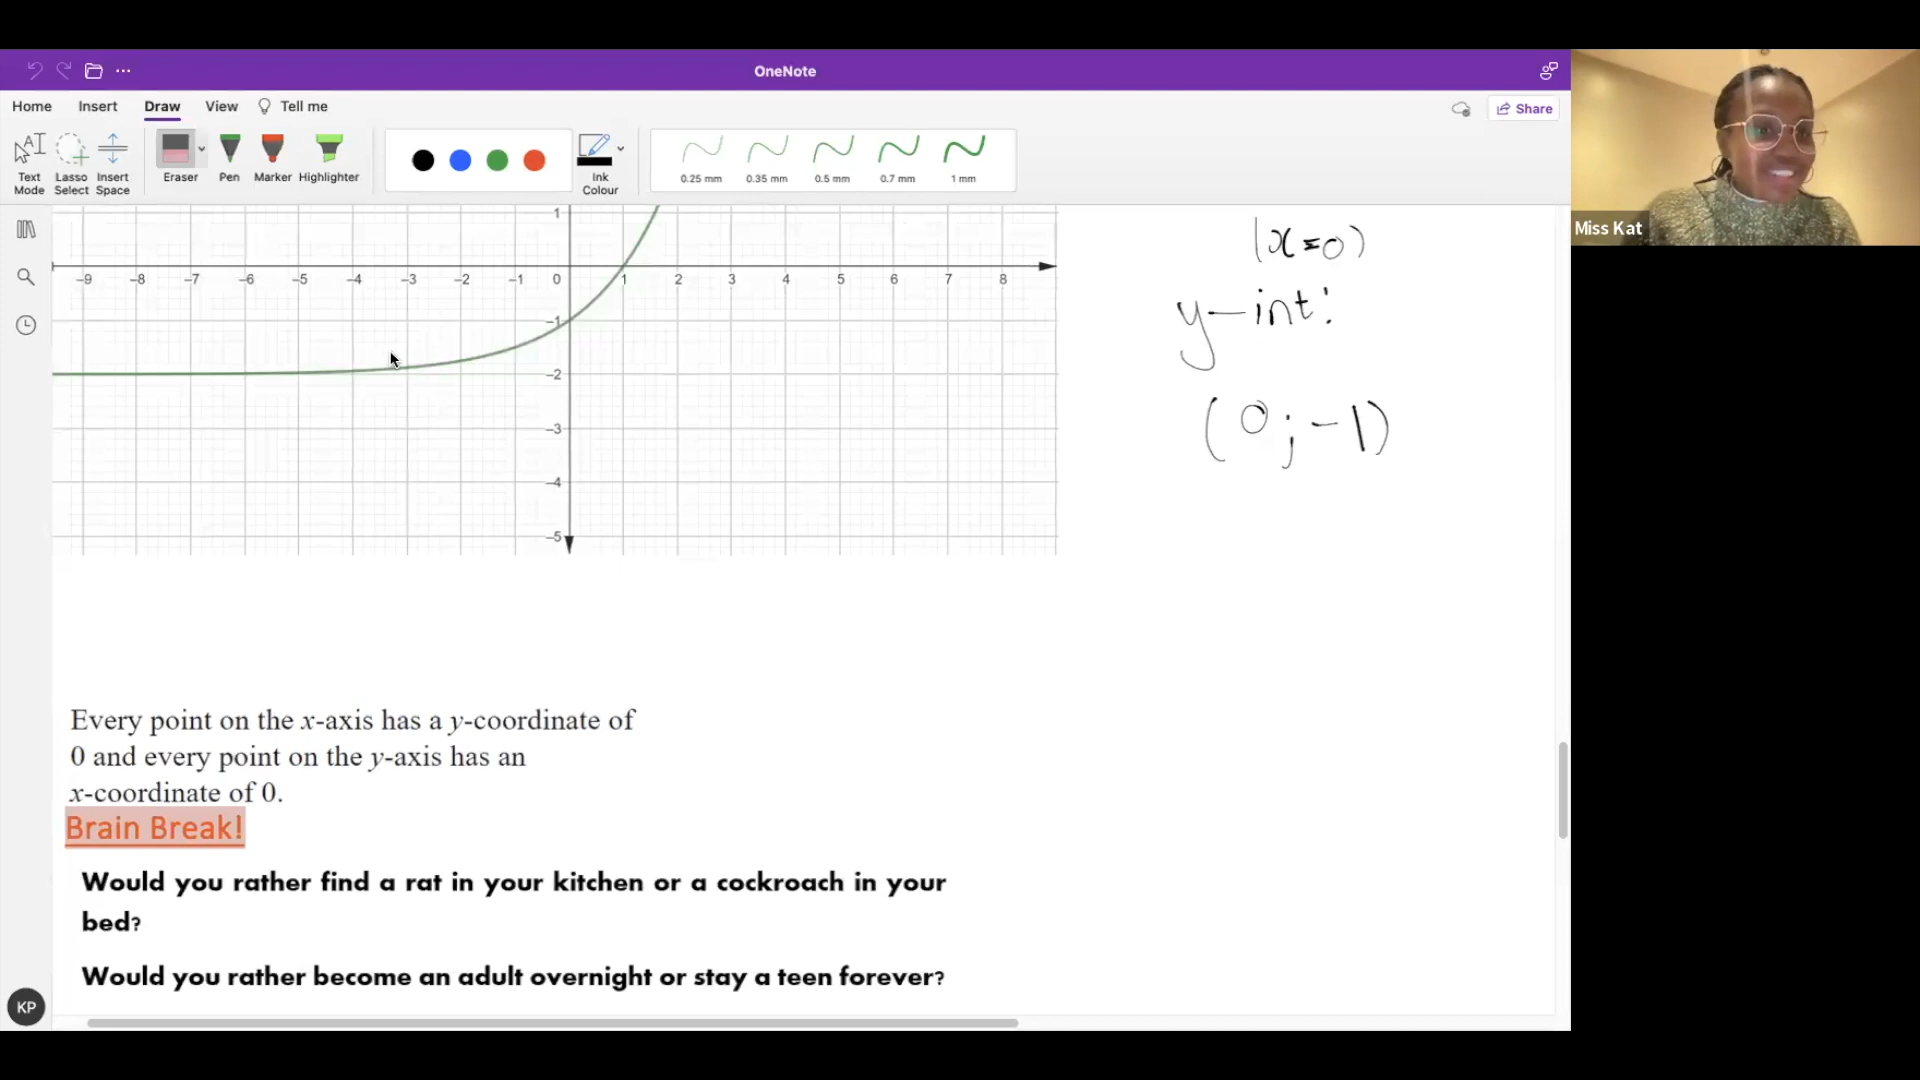 OneNote
Home Insert Draw View Tell me
Share
Text Mode
Lasso Select
Insert Space
Eraser
Pen
Marker
Highlighter
Ink Colour
0.25 mm 0.35 mm 0.5 mm 0.7 mm 1 mm
Miss Kat
1
-9 -8 -7 -6 -5 -4 -3 -2 -1 0 1 2 3 4 5 6 7 8
-1
-2
-3
-4
-5
(x=0)
y-int:
(0;-1)
Every point on the x-axis has a y-coordinate of
0 and every point on the y-axis has an
x-coordinate of 0.
Brain Break!
Would you rather find a rat in your kitchen or a cockroach in your
bed?
Would you rather become an adult overnight or stay a teen forever?
KP